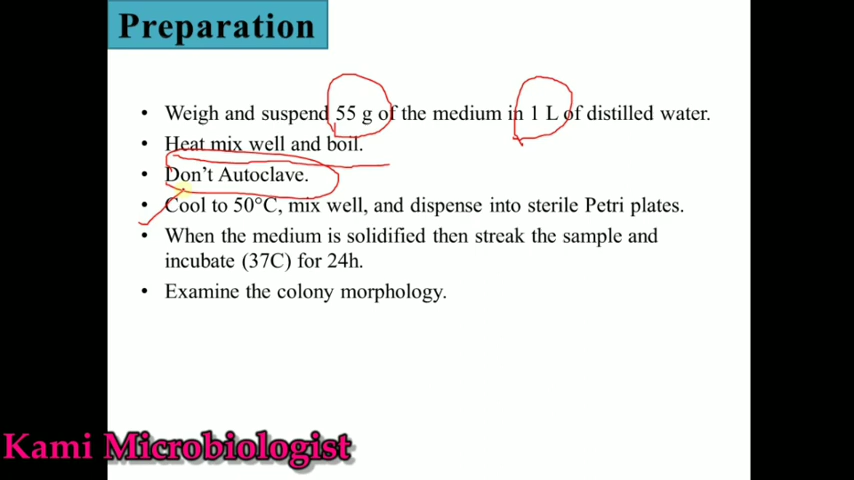 Preparation
• Weigh and suspend 55 g of the medium in 1 L of distilled water.
• Heat mix well and boil.
• Don't Autoclave.
• Cool to 50°C, mix well, and dispense into sterile Petri plates.
• When the medium is solidified then streak the sample and
incubate (37C) for 24h.
• Examine the colony morphology.
Kami Microbiologist